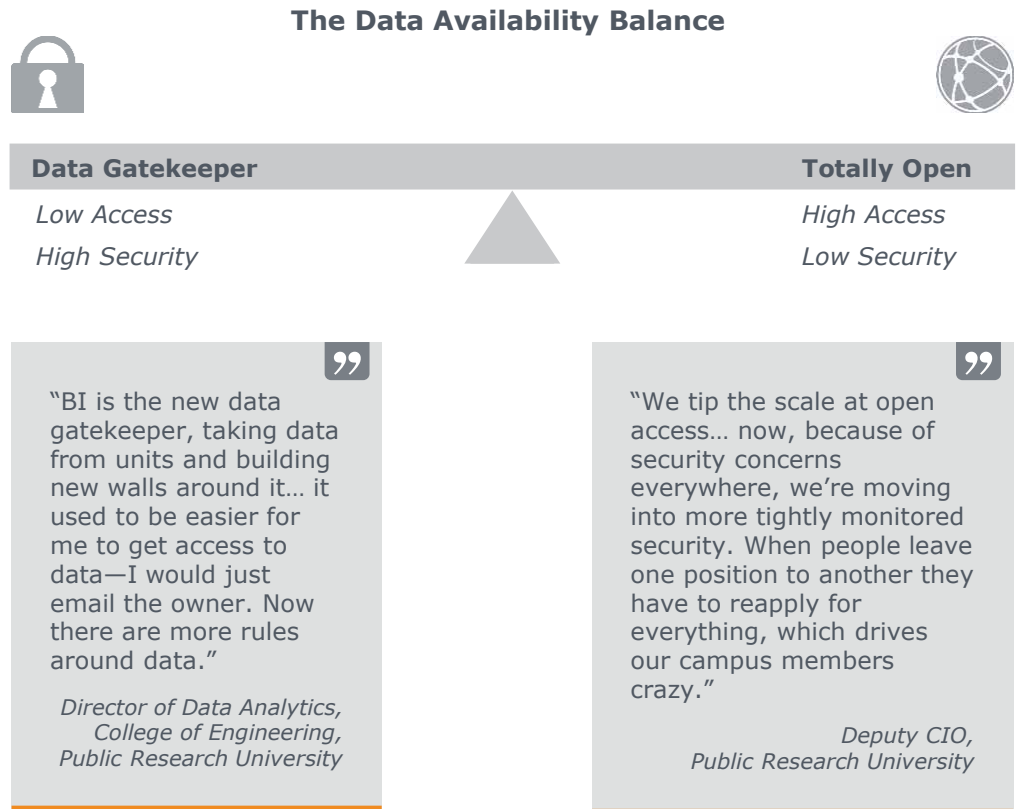 The Data Availability Balance
Data Gatekeeper
Totally Open
Low Access
High Security
High Access
Low Security
”
“BI is the new data
gatekeeper, taking data
from units and building
new walls around it… it
used to be easier for
me to get access to
data—I would just
email the owner. Now
there are more rules
around data.”
Director of Data Analytics,
College of Engineering,
Public Research University
”
“We tip the scale at open
access… now, because of
security concerns
everywhere, we’re moving
into more tightly monitored
security. When people leave
one position to another they
have to reapply for
everything, which drives
our campus members
crazy.”
Deputy CIO,
Public Research University